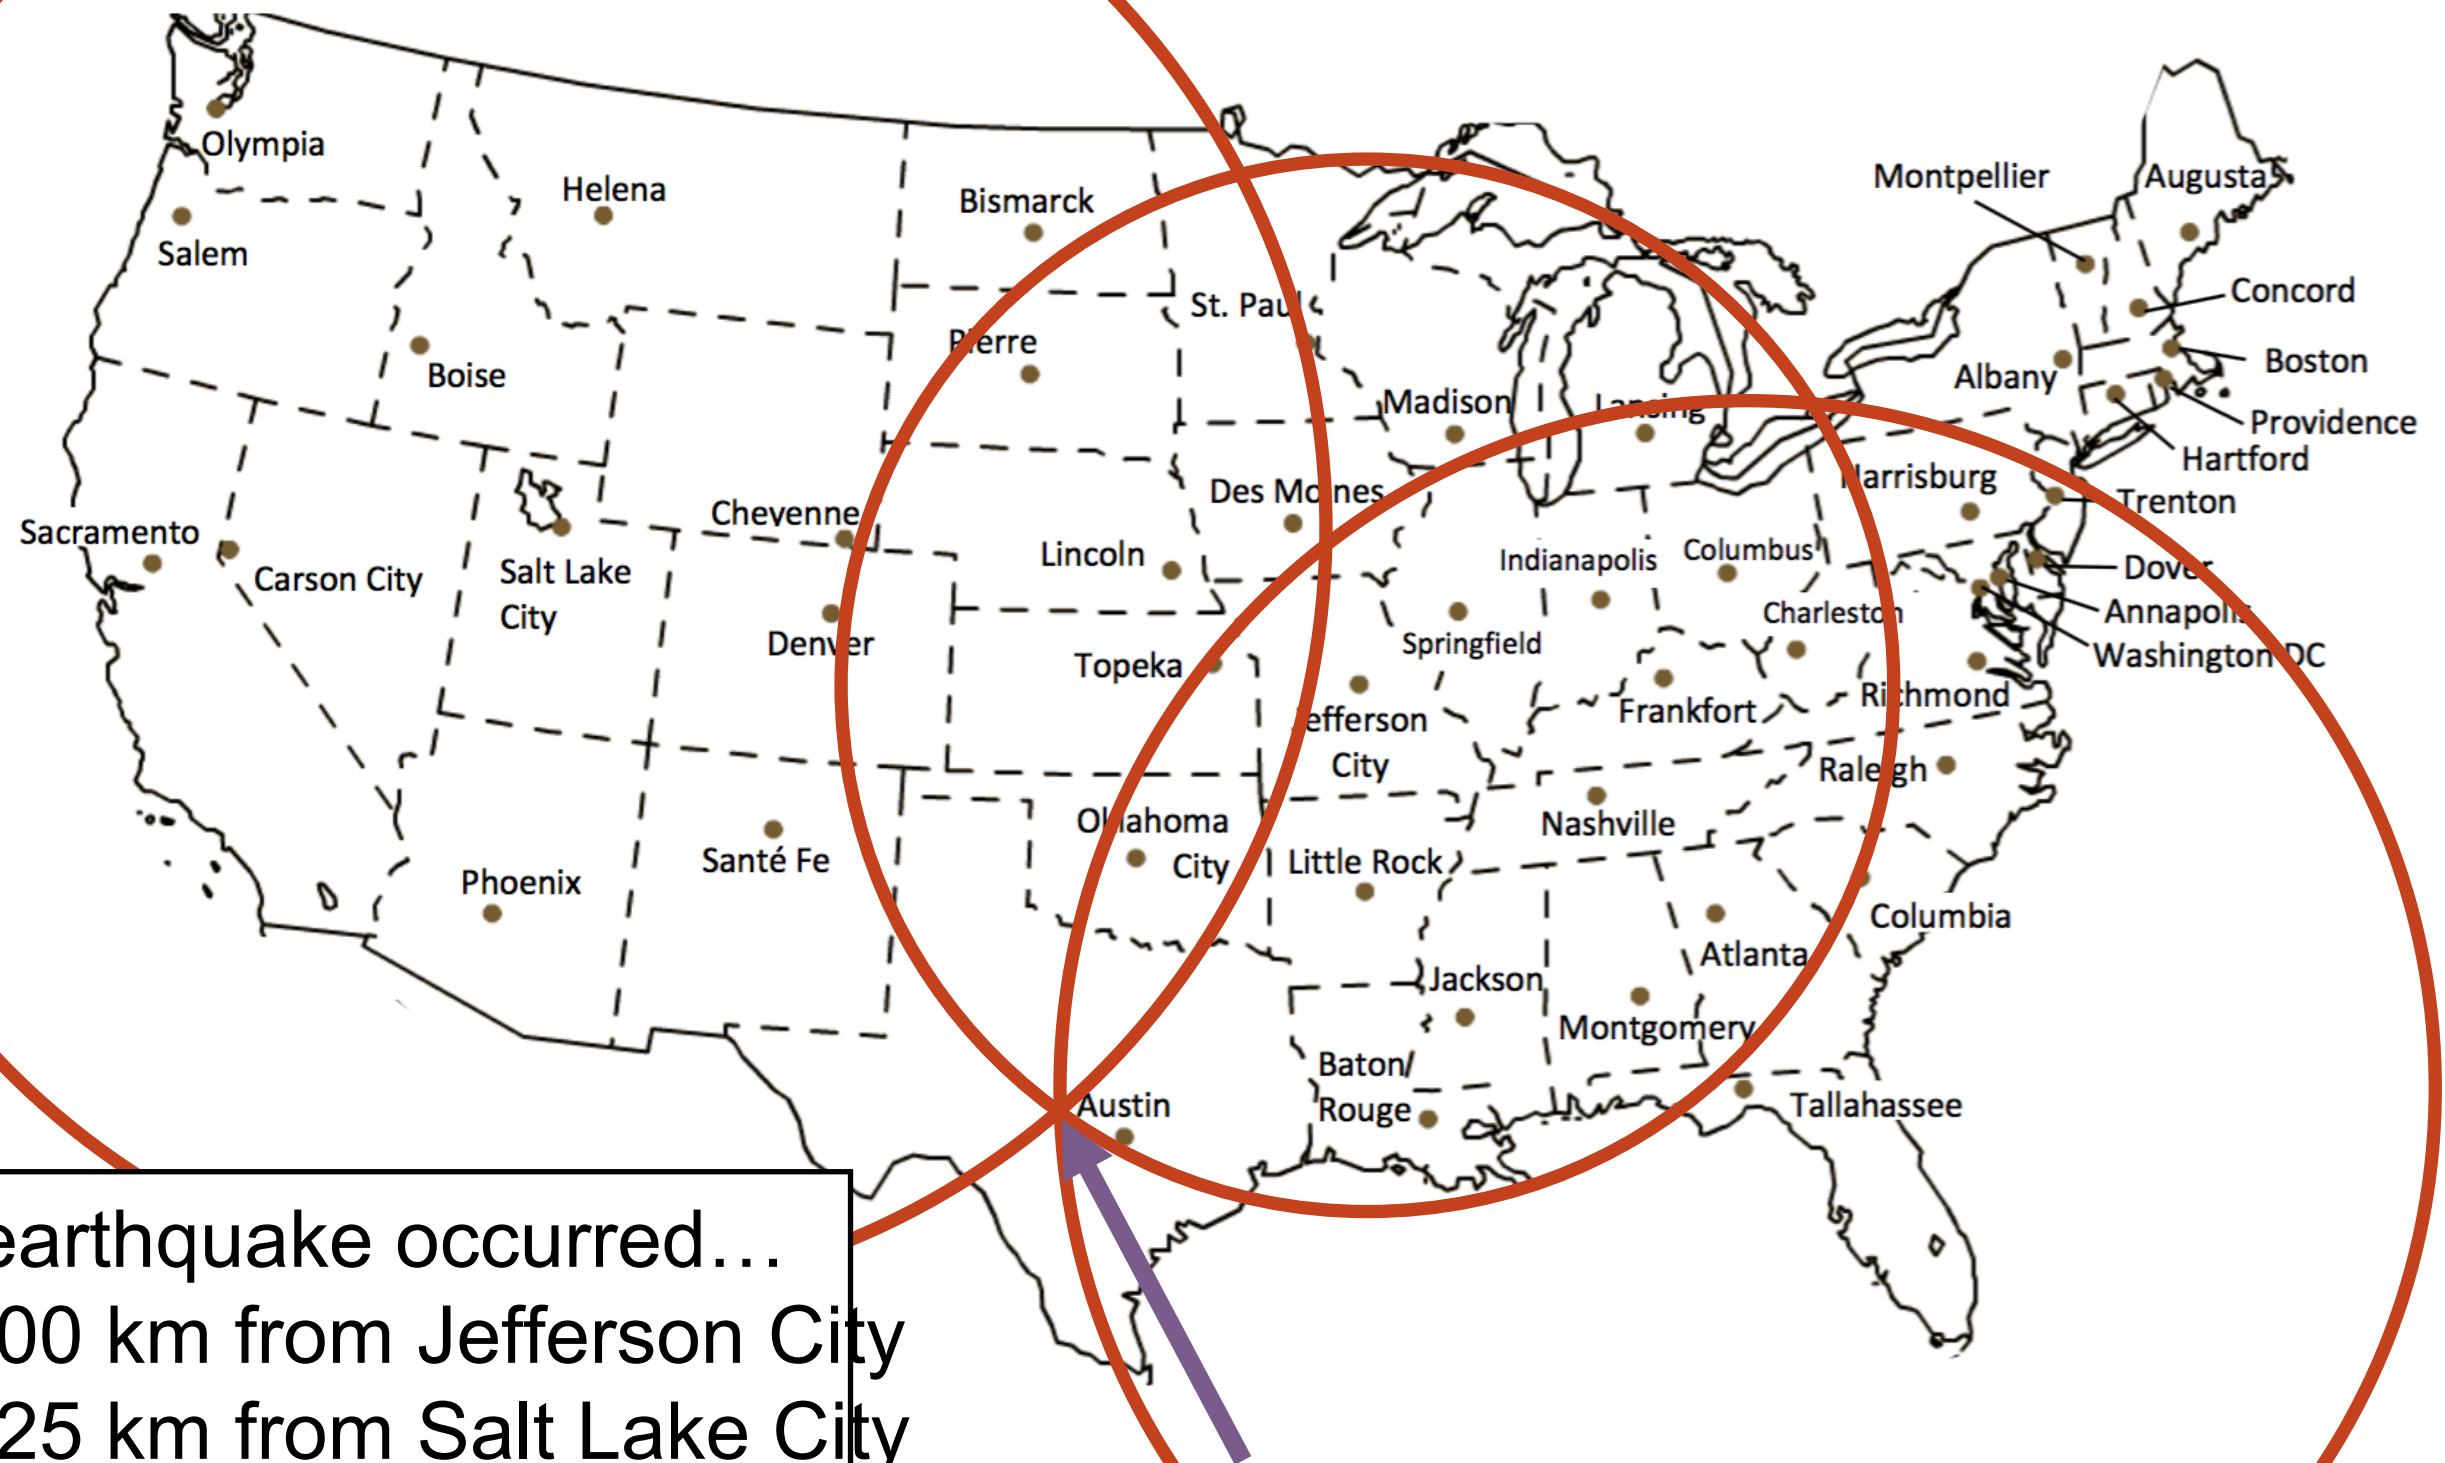 Olympia
Salem
Helena
Boise
Bismarck
Pierre
St. Paul
Montpellier
Augusta
Concord
Boston
Albany
Providence
Hartford
Madison
Lansing
Harrisburg
Trenton
Sacramento
Carson City
Salt Lake
City
Cheyenne
Denver
Des Moines
Lincoln
Indianapolis
Columbus
Dover
Annapolis
Washington DC
Charleston
Springfield
Topeka
Jefferson
City
Frankfort
Richmond
Raleigh
Nashville
Oklahoma
City
Little Rock
Santé Fe
Phoenix
Columbia
Atlanta
Jackson
Montgomery
Baton
Rouge
Austin
Tallahassee
earthquake occurred…
00 km from Jefferson City
25 km from Salt Lake City